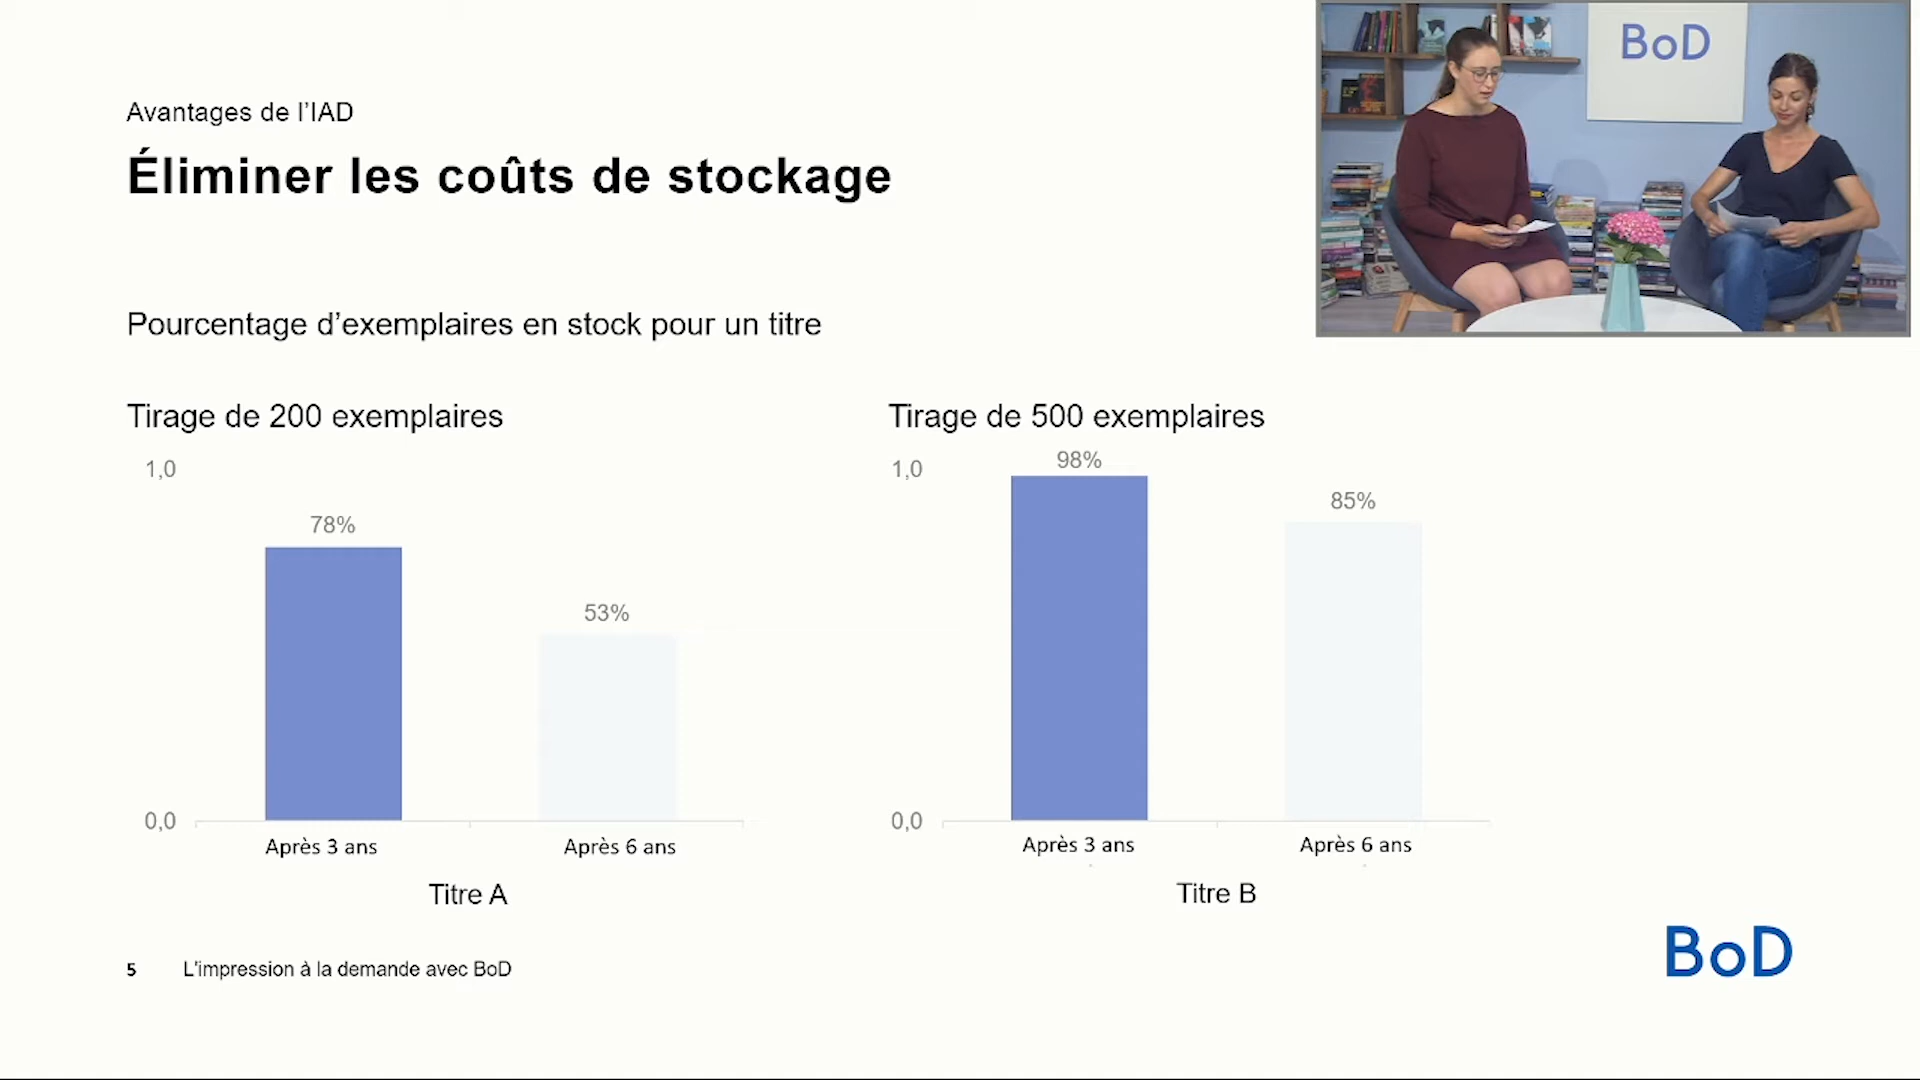 Avantages de l'IAD
Éliminer les coûts de stockage
BoD
Pourcentage d’exemplaires en stock pour un titre
Tirage de 200 exemplaires
1,0
78%
53%
0,0
Après 3 ans
Après 6 ans
Titre A
Tirage de 500 exemplaires
1,0
98%
85%
0,0
Après 3 ans
Après 6 ans
Titre B
5
L'impression à la demande avec BoD
BoD